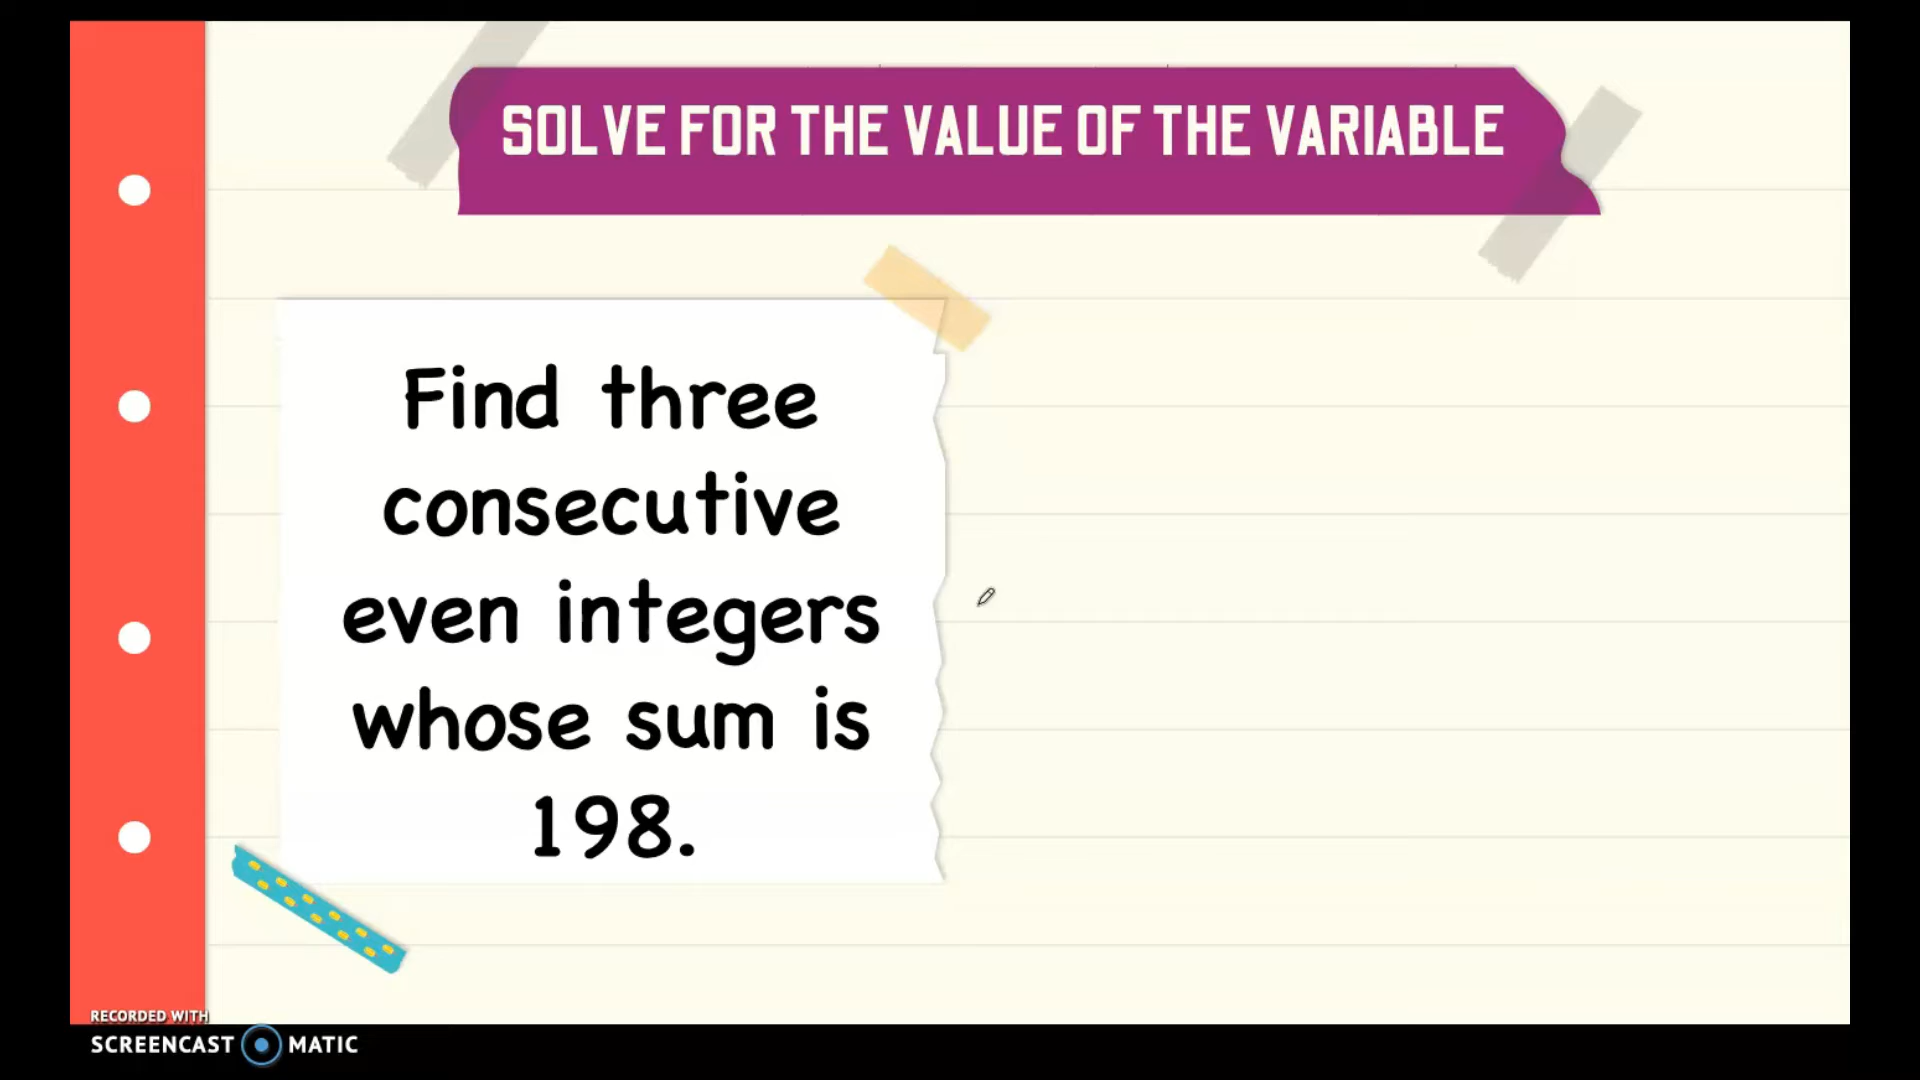 SOLVE FOR THE VALUE OF THE VARIABLE
Find three
consecutive
even integers
whose sum is
198.
RECORDED WITH
SCREENCAST MATIC